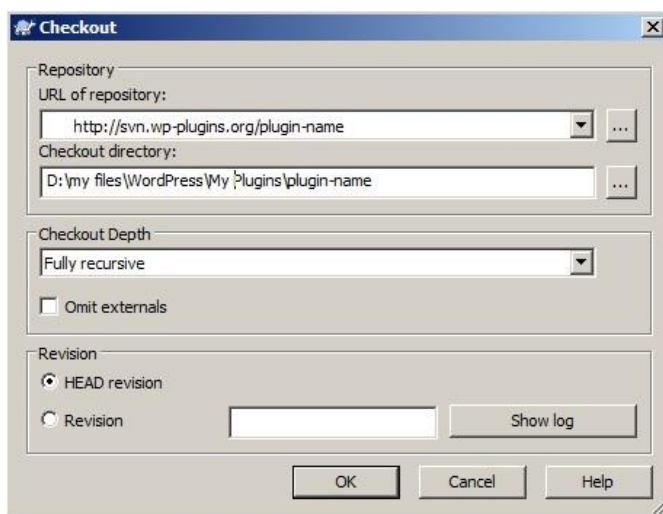 Checkout
Repository
URL of repository:
http://svn.wp-plugins.org/plugin-name
...
Checkout directory:
D:\my files\WordPress\My Plugins\plugin-name
...
Checkout Depth
Fully recursive
Omit externals
Revision
HEAD revision
Revision
Show log
OK Cancel Help